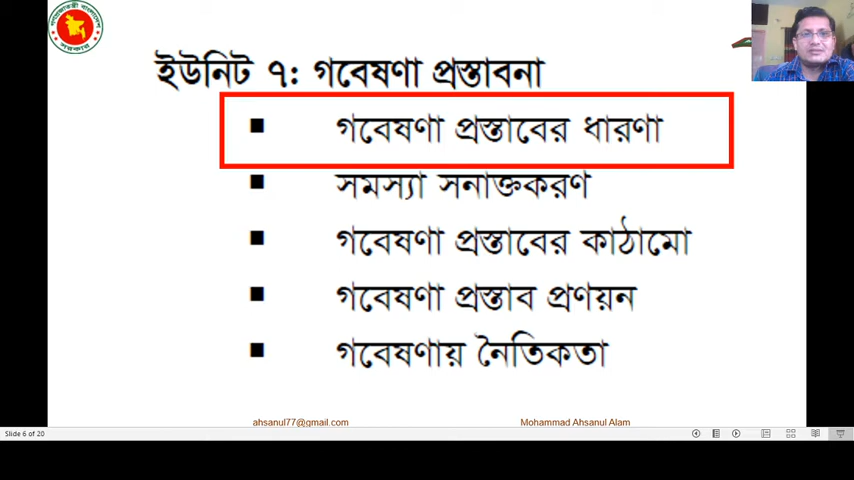 ইউনিট ৭: গবেষণা প্রস্তাবনা
■ গবেষণা প্রস্তাবের ধারণা
■ সমস্যা সনাক্তকরণ
■ গবেষণা প্রস্তাবের কাঠামো
■ গবেষণা প্রস্তাব প্রণয়ন
■ গবেষণায় নৈতিকতা
ahsanul77@gmail.com Mohammad Ahsanul Alam
Slide 6 of 20